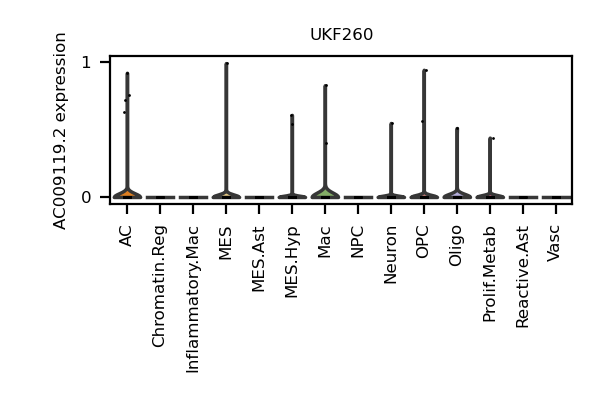 UKF260
AC009119.2 expression
1
0
AC
Chromatin.Reg
Inflammatory.Mac
MES
MES.Ast
MES.Hyp
Mac
NPC
Neuron
OPC
Oligo
Prolif.Metab
Reactive.Ast
Vasc